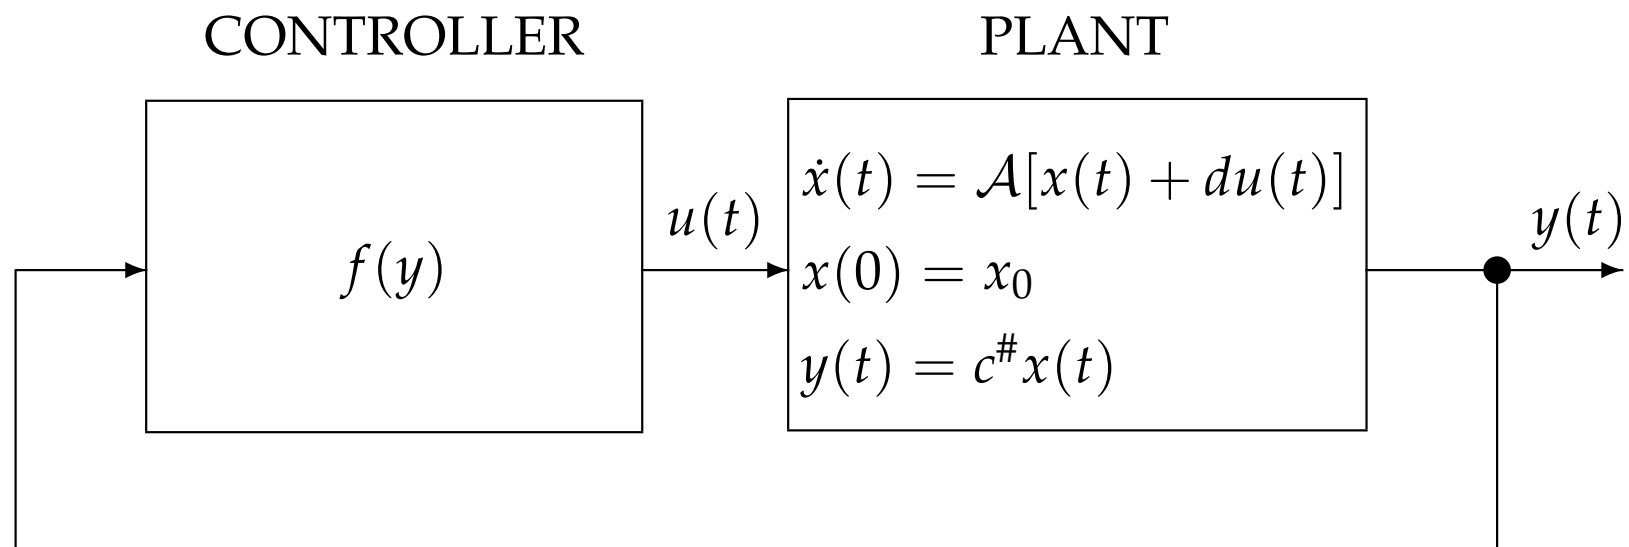 CONTROLLER PLANT
f(y)
u(t)
ẋ(t) = 𝒜[x(t) + du(t)]
x(0) = x₀
y(t) = c^#x(t)
y(t)